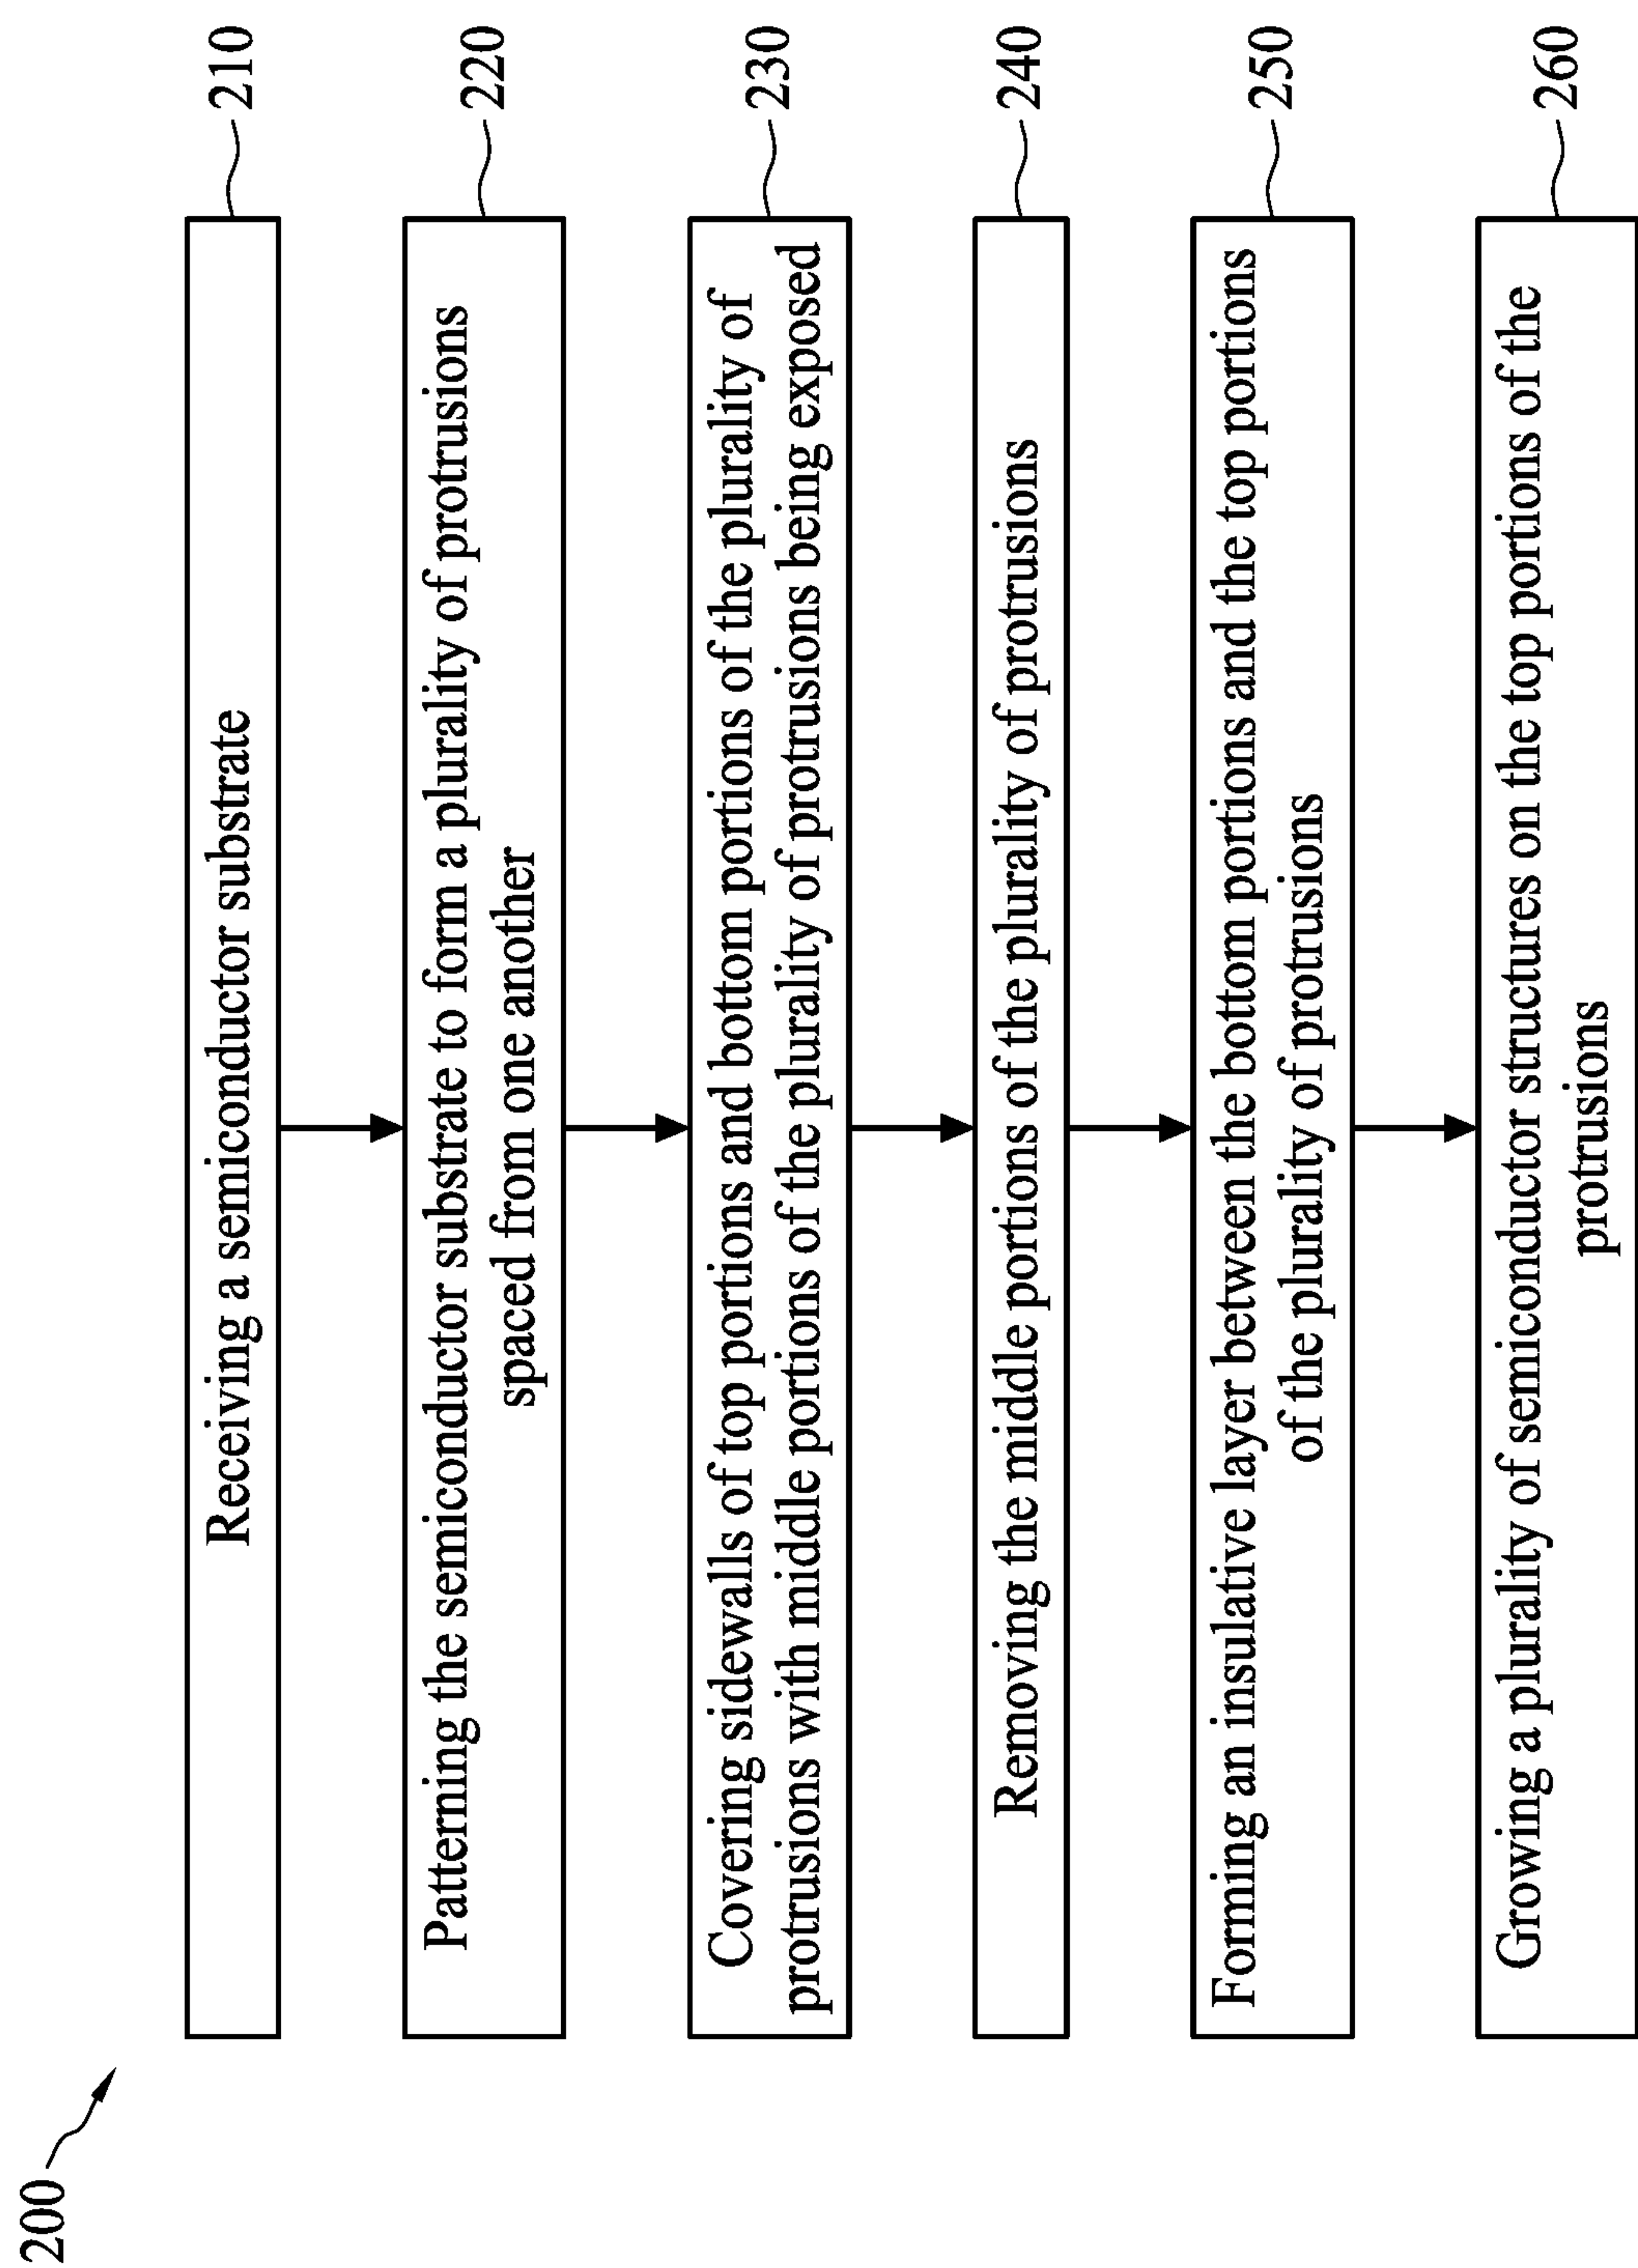 200
Receiving a semiconductor substrate
210
Patterning the semiconductor substrate to form a plurality of protrusions
spaced from one another
220
Covering sidewalls of top portions and bottom portions of the plurality of
protrusions with middle portions of the plurality of protrusions being exposed
230
Removing the middle portions of the plurality of protrusions
240
Forming an insulative layer between the bottom portions and the top portions
of the plurality of protrusions
250
Growing a plurality of semiconductor structures on the top portions of the
protrusions
260